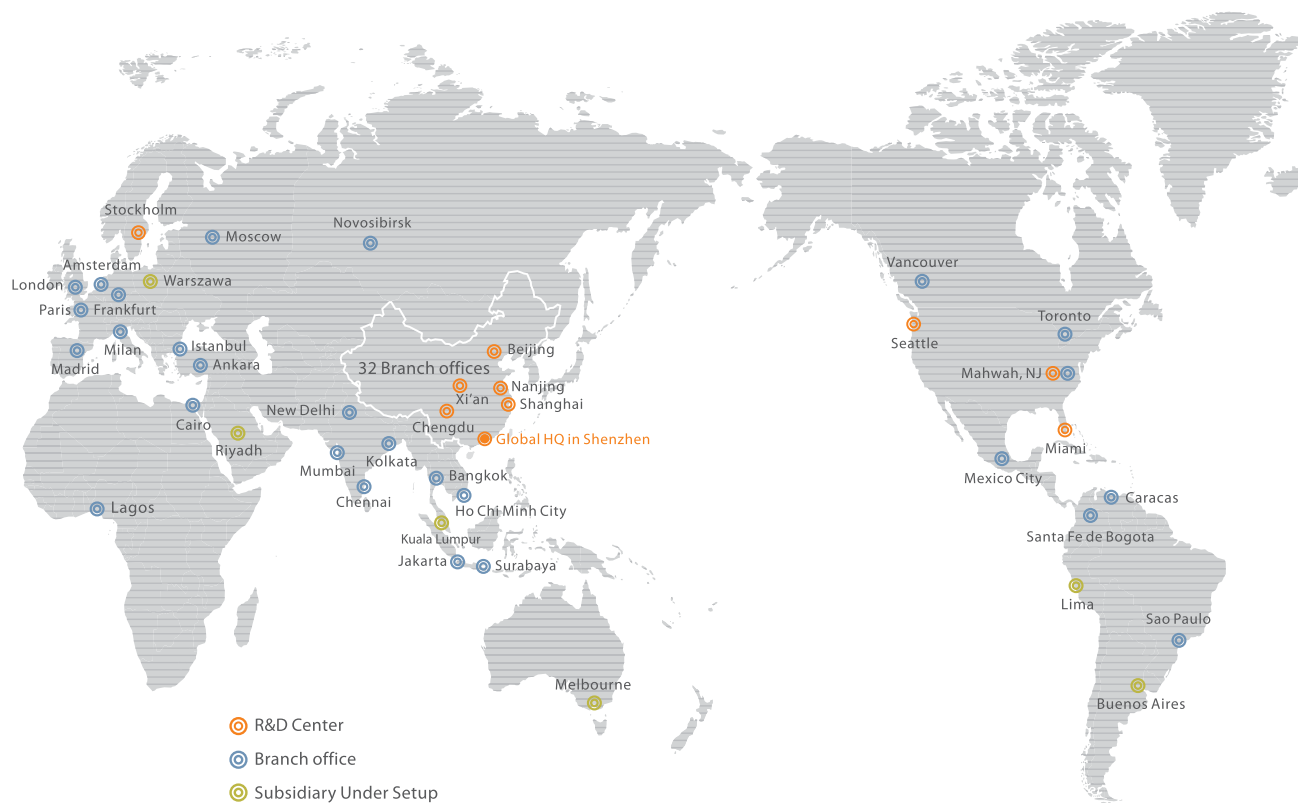 Stockholm
Moscow
Novosibirsk
Amsterdam
London
Warszawa
Paris
Frankfurt
Milan
Istanbul
Madrid
Ankara
Cairo
Riyadh
Lagos
New Delhi
Mumbai
Kolkata
Chennai
32 Branch offices
Beijing
Xi'an
Nanjing
Shanghai
Chengdu
Global HQ in Shenzhen
Bangkok
Ho Chi Minh City
Kuala Lumpur
Jakarta
Surabaya
Melbourne
Vancouver
Seattle
Toronto
Mahwah, NJ
Miami
Mexico City
Caracas
Santa Fe de Bogota
Lima
Sao Paulo
Buenos Aires
R&D Center
Branch office
Subsidiary Under Setup